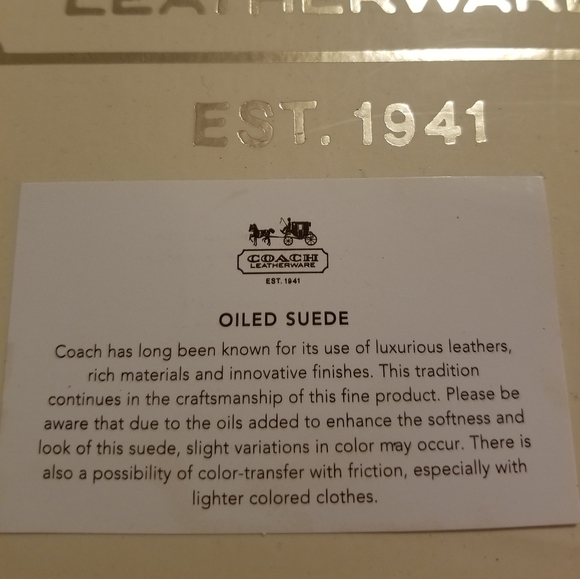 LEATHERWARE
EST. 1941
COACH
LEATHERWARE
EST. 1941
OILED SUEDE
Coach has long been known for its use of luxurious leathers,
rich materials and innovative finishes. This tradition
continues in the craftsmanship of this fine product. Please be
aware that due to the oils added to enhance the softness and
look of this suede, slight variations in color may occur. There is
also a possibility of color-transfer with friction, especially with
lighter colored clothes.